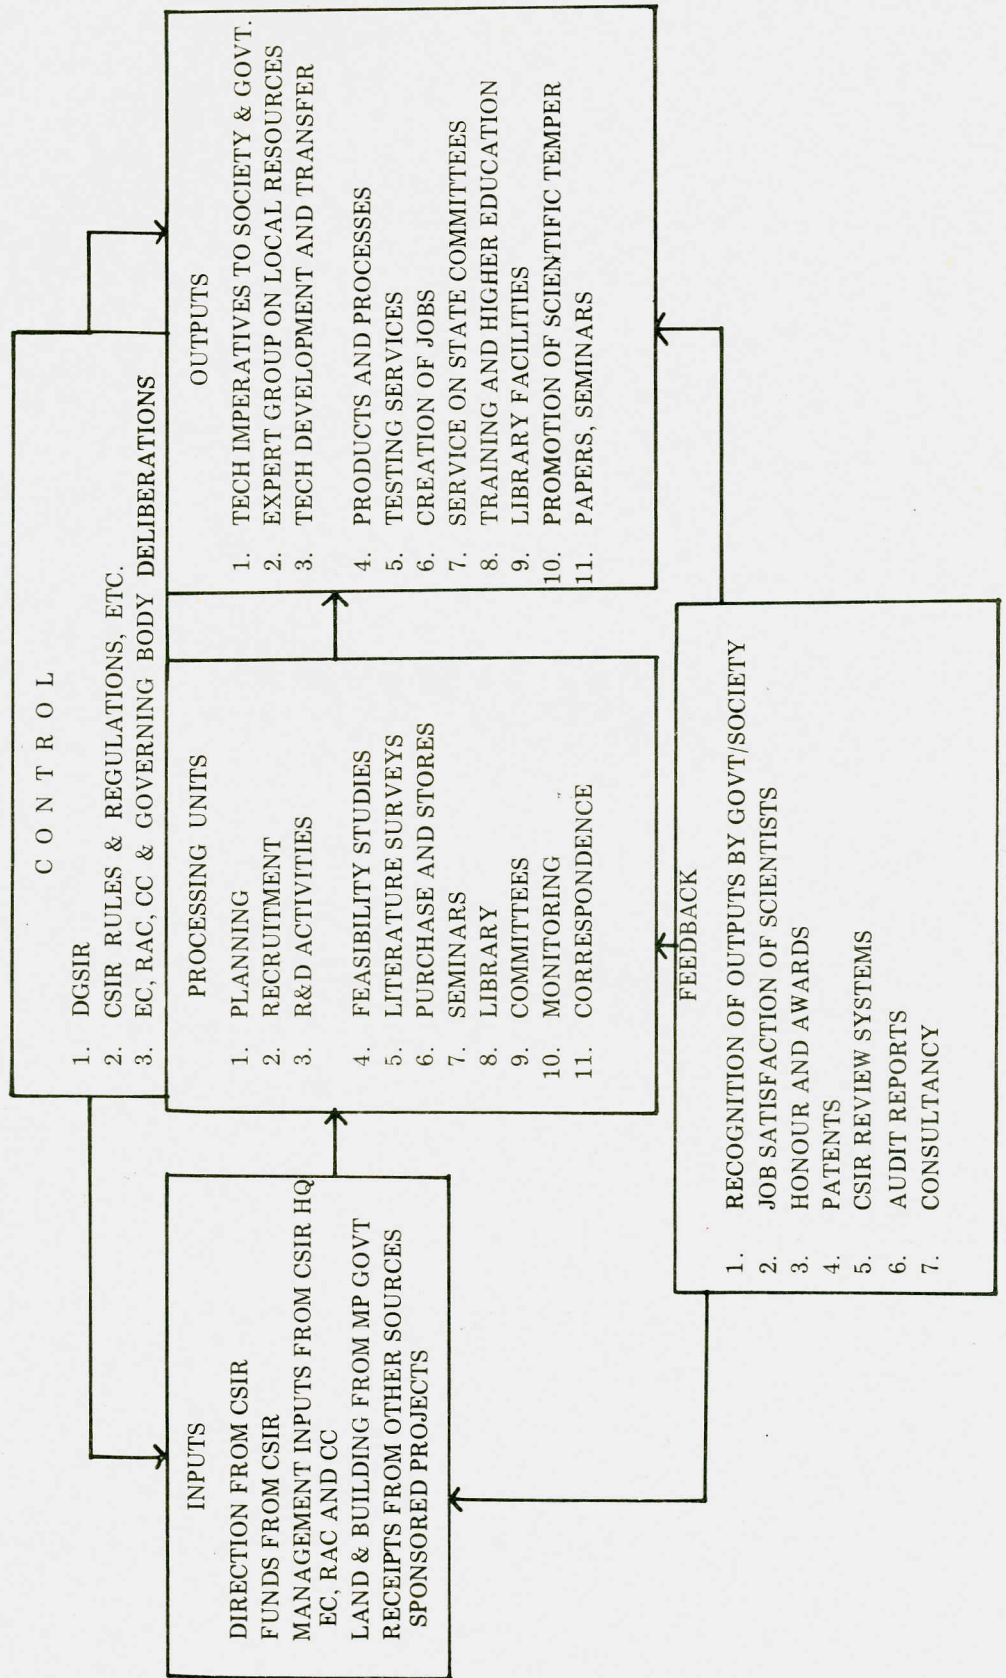 C O N T R O L
1. DGSIR
2. CSIR RULES & REGULATIONS, ETC.
3. EC, RAC, CC & GOVERNING BODY DELIBERATIONS
INPUTS
DIRECTION FROM CSIR
FUNDS FROM CSIR
MANAGEMENT INPUTS FROM CSIR HQ
EC, RAC AND CC
LAND & BUILDING FROM MP GOVT
RECEIPTS FROM OTHER SOURCES
SPONSORED PROJECTS
PROCESSING UNITS
1. PLANNING
2. RECRUITMENT
3. R&D ACTIVITIES
4. FEASIBILITY STUDIES
5. LITERATURE SURVEYS
6. PURCHASE AND STORES
7. SEMINARS
8. LIBRARY
9. COMMITTEES
10. MONITORING
11. CORRESPONDENCE
OUTPUTS
1. TECH IMPERATIVES TO SOCIETY & GOVT.
2. EXPERT GROUP ON LOCAL RESOURCES
3. TECH DEVELOPMENT AND TRANSFER
4. PRODUCTS AND PROCESSES
5. TESTING SERVICES
6. CREATION OF JOBS
7. SERVICE ON STATE COMMITTEES
8. TRAINING AND HIGHER EDUCATION
9. LIBRARY FACILITIES
10. PROMOTION OF SCIENTIFIC TEMPER
11. PAPERS, SEMINARS
FEEDBACK
1. RECOGNITION OF OUTPUTS BY GOVT/SOCIETY
2. JOB SATISFACTION OF SCIENTISTS
3. HONOUR AND AWARDS
4. PATENTS
5. CSIR REVIEW SYSTEMS
6. AUDIT REPORTS
7. CONSULTANCY